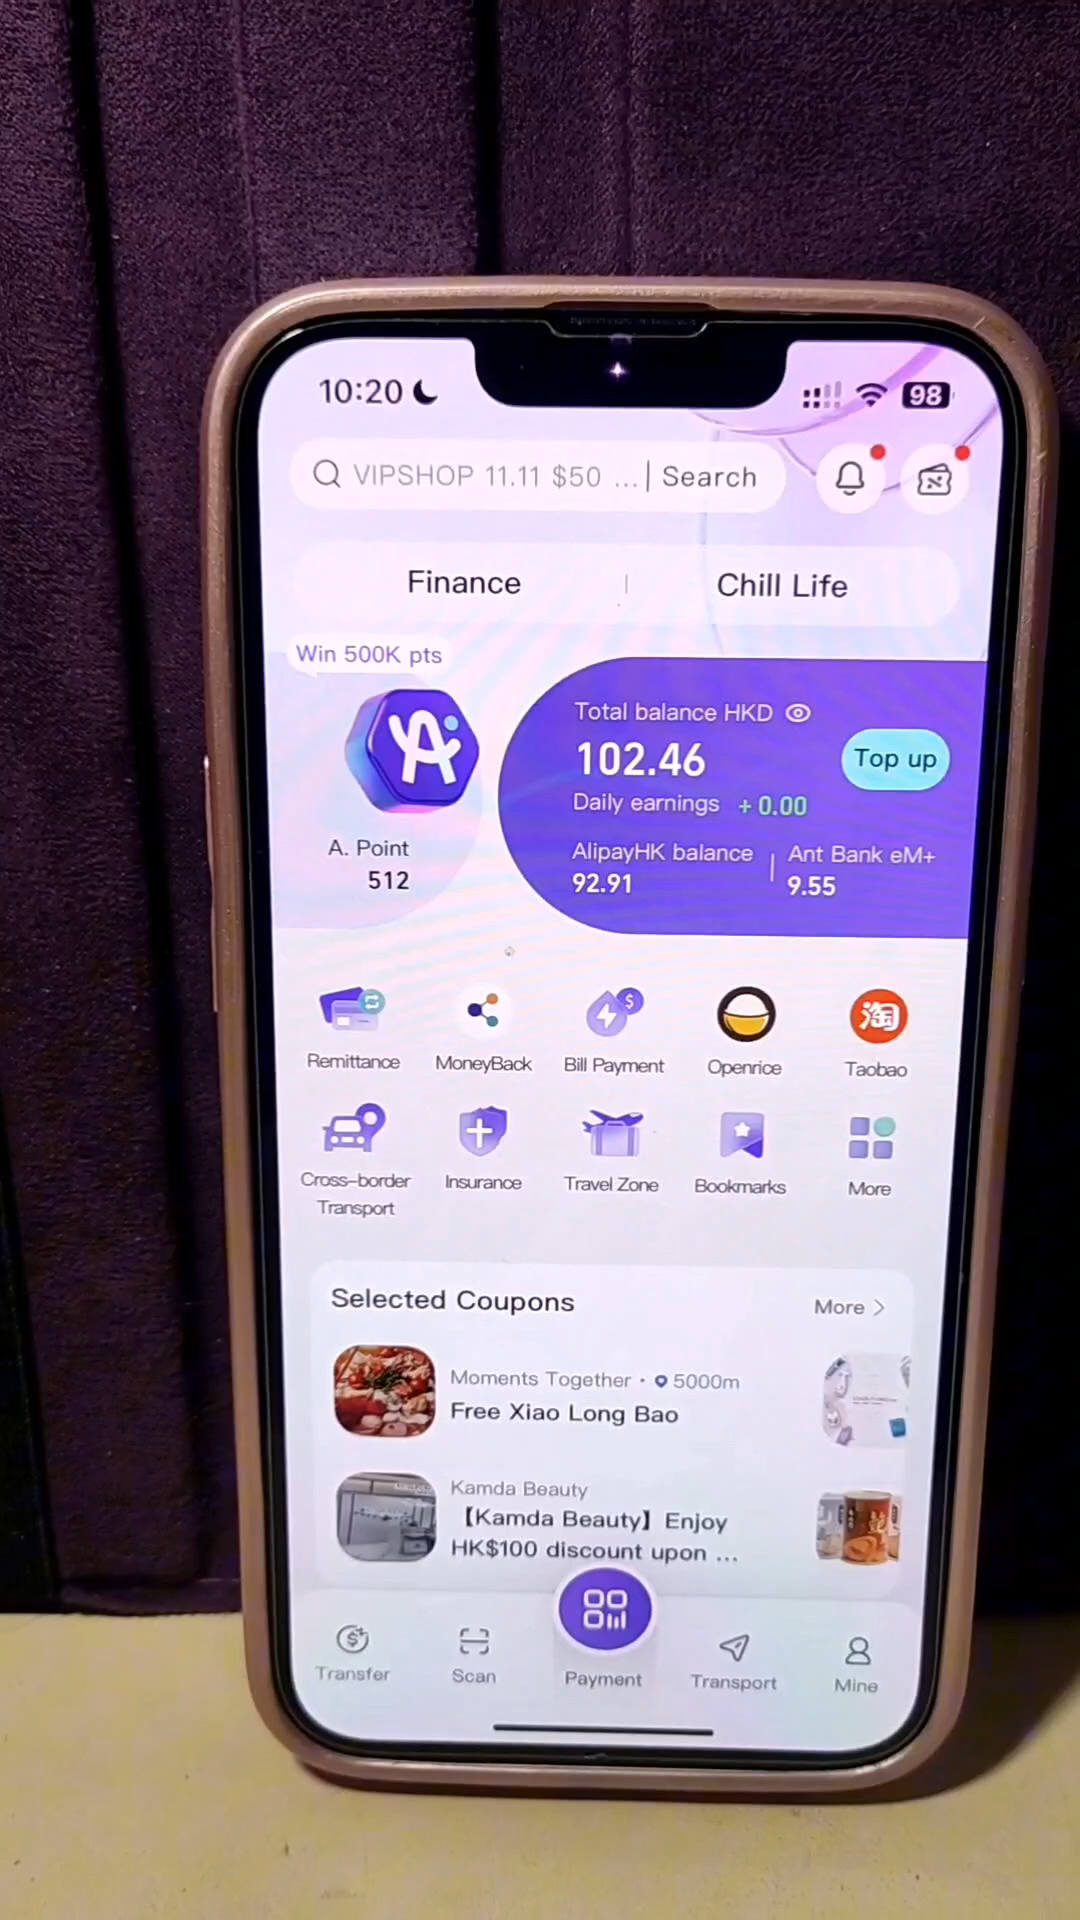 10:20
98
VIPSHOP 11.11 $50 ... | Search
Finance | Chill Life
Win 500K pts
A. Point
512
Total balance HKD
102.46
Top up
Daily earnings + 0.00
AlipayHK balance | Ant Bank eM+
92.91 9.55
Remittance MoneyBack Bill Payment Openrice Taobao
淘
Cross-border Transport Insurance Travel Zone Bookmarks More
Selected Coupons More >
Moments Together · 5000m
Free Xiao Long Bao
Kamda Beauty
【Kamda Beauty】Enjoy
HK$100 discount upon ...
Transfer Scan Payment Transport Mine